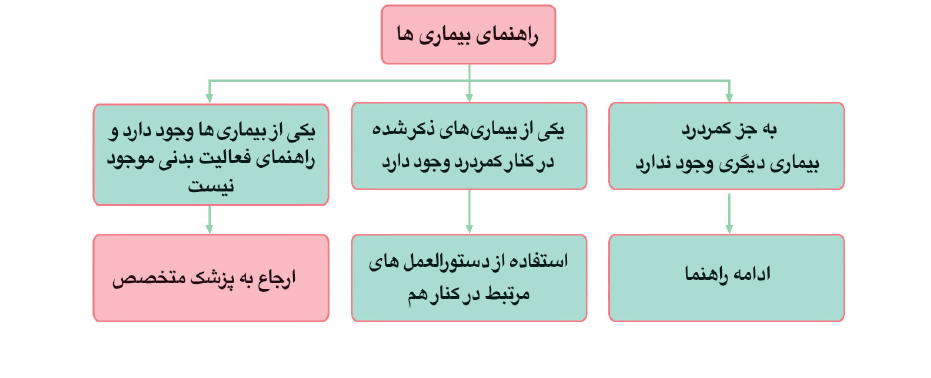 راهنمای بیماری ها
به جز کمردرد
بیماری دیگری وجود ندارد
یکی از بیماری‌های ذکر شده
در کنار کمردرد وجود دارد
یکی از بیماری ها وجود دارد و
راهنمای فعالیت بدنی موجود
نیست
ادامه راهنما
استفاده از دستورالعمل های
مرتبط در کنار هم
ارجاع به پزشک متخصص